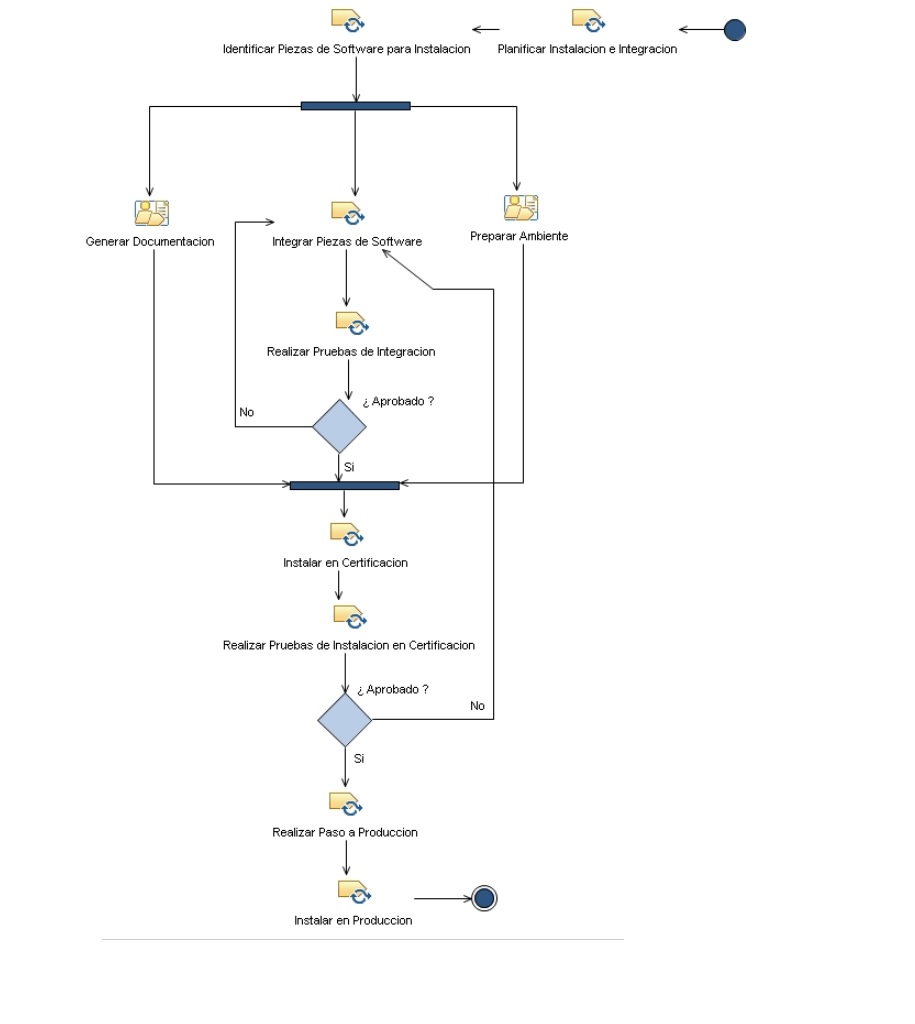 Identificar Piezas de Software para Instalacion
Planificar Instalacion e Integracion
Generar Documentacion
Integrar Piezas de Software
Preparar Ambiente
Realizar Pruebas de Integracion
¿ Aprobado ?
No
Si
Instalar en Certificacion
Realizar Pruebas de Instalacion en Certificacion
¿ Aprobado ?
No
Si
Realizar Paso a Produccion
Instalar en Produccion